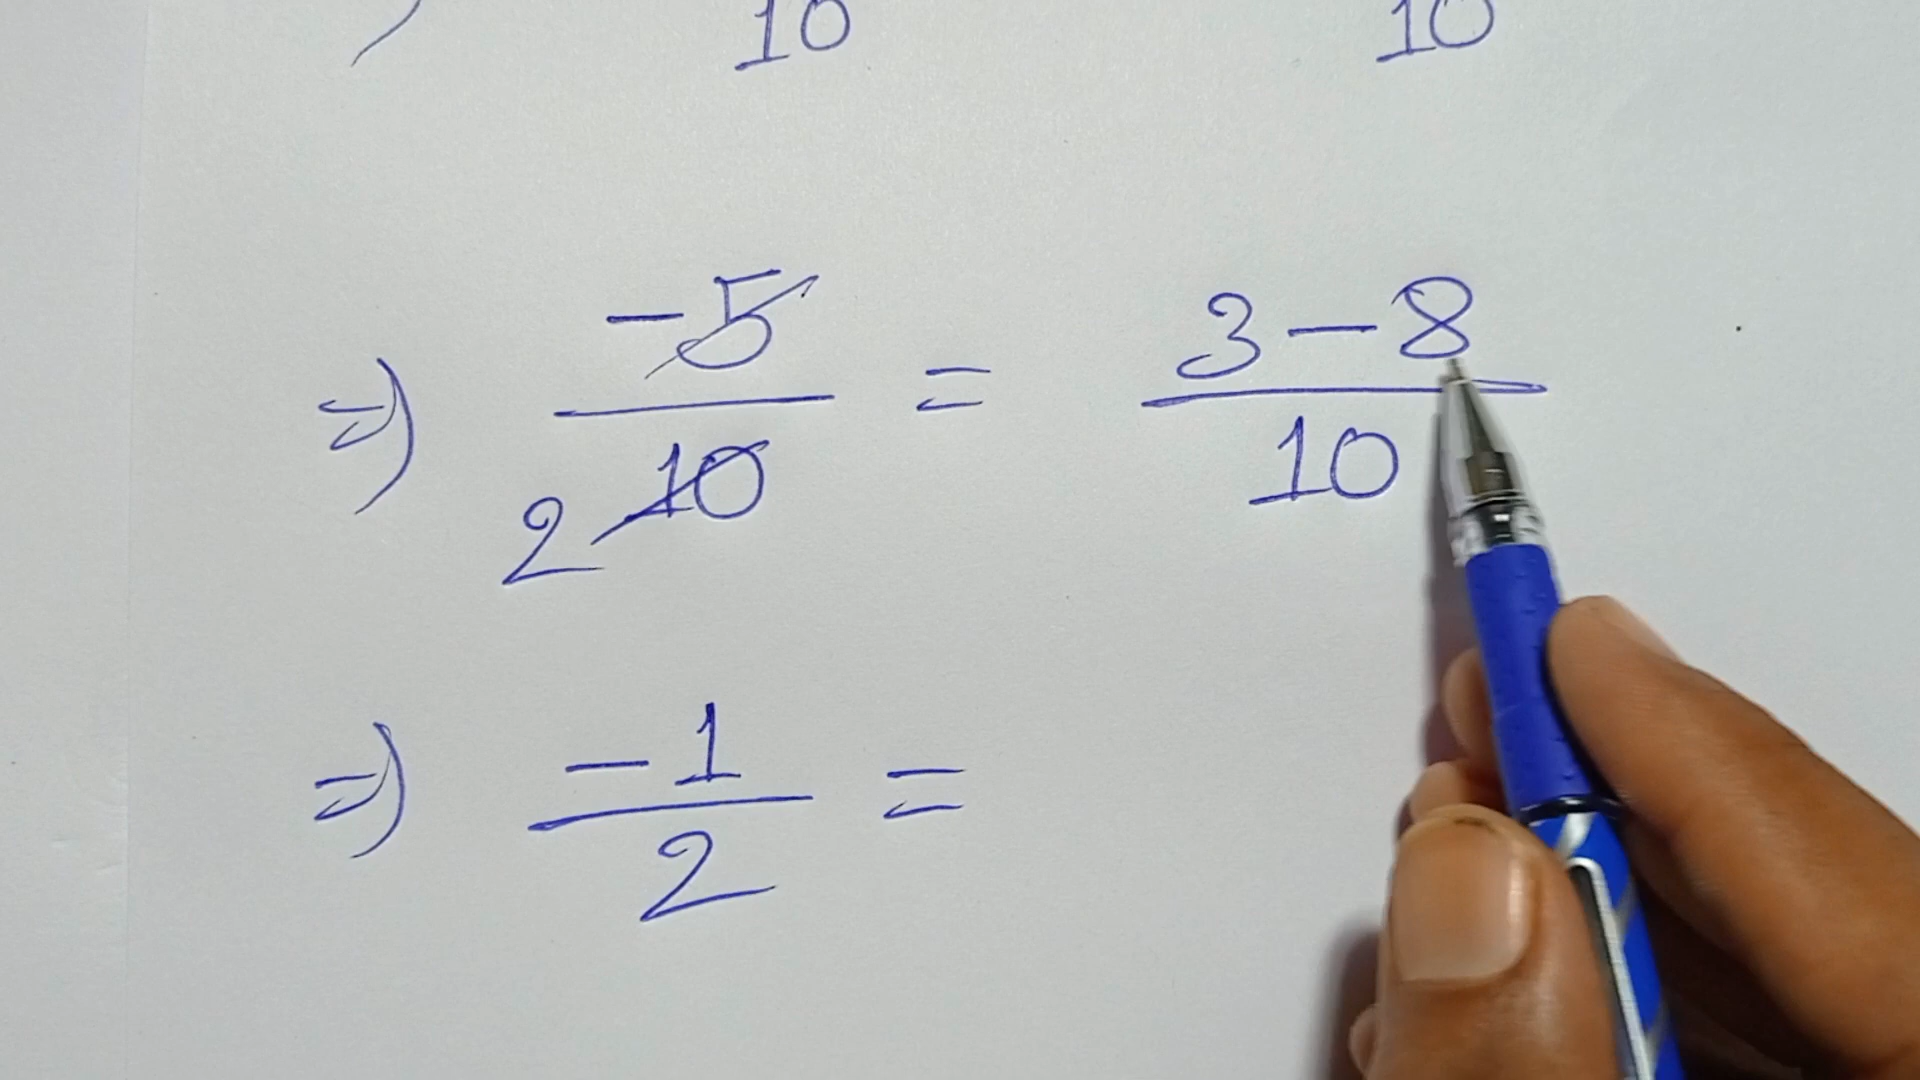 ) 10 10
⇒) -5/10 = 3-8/10
2
⇒) -1/2 =